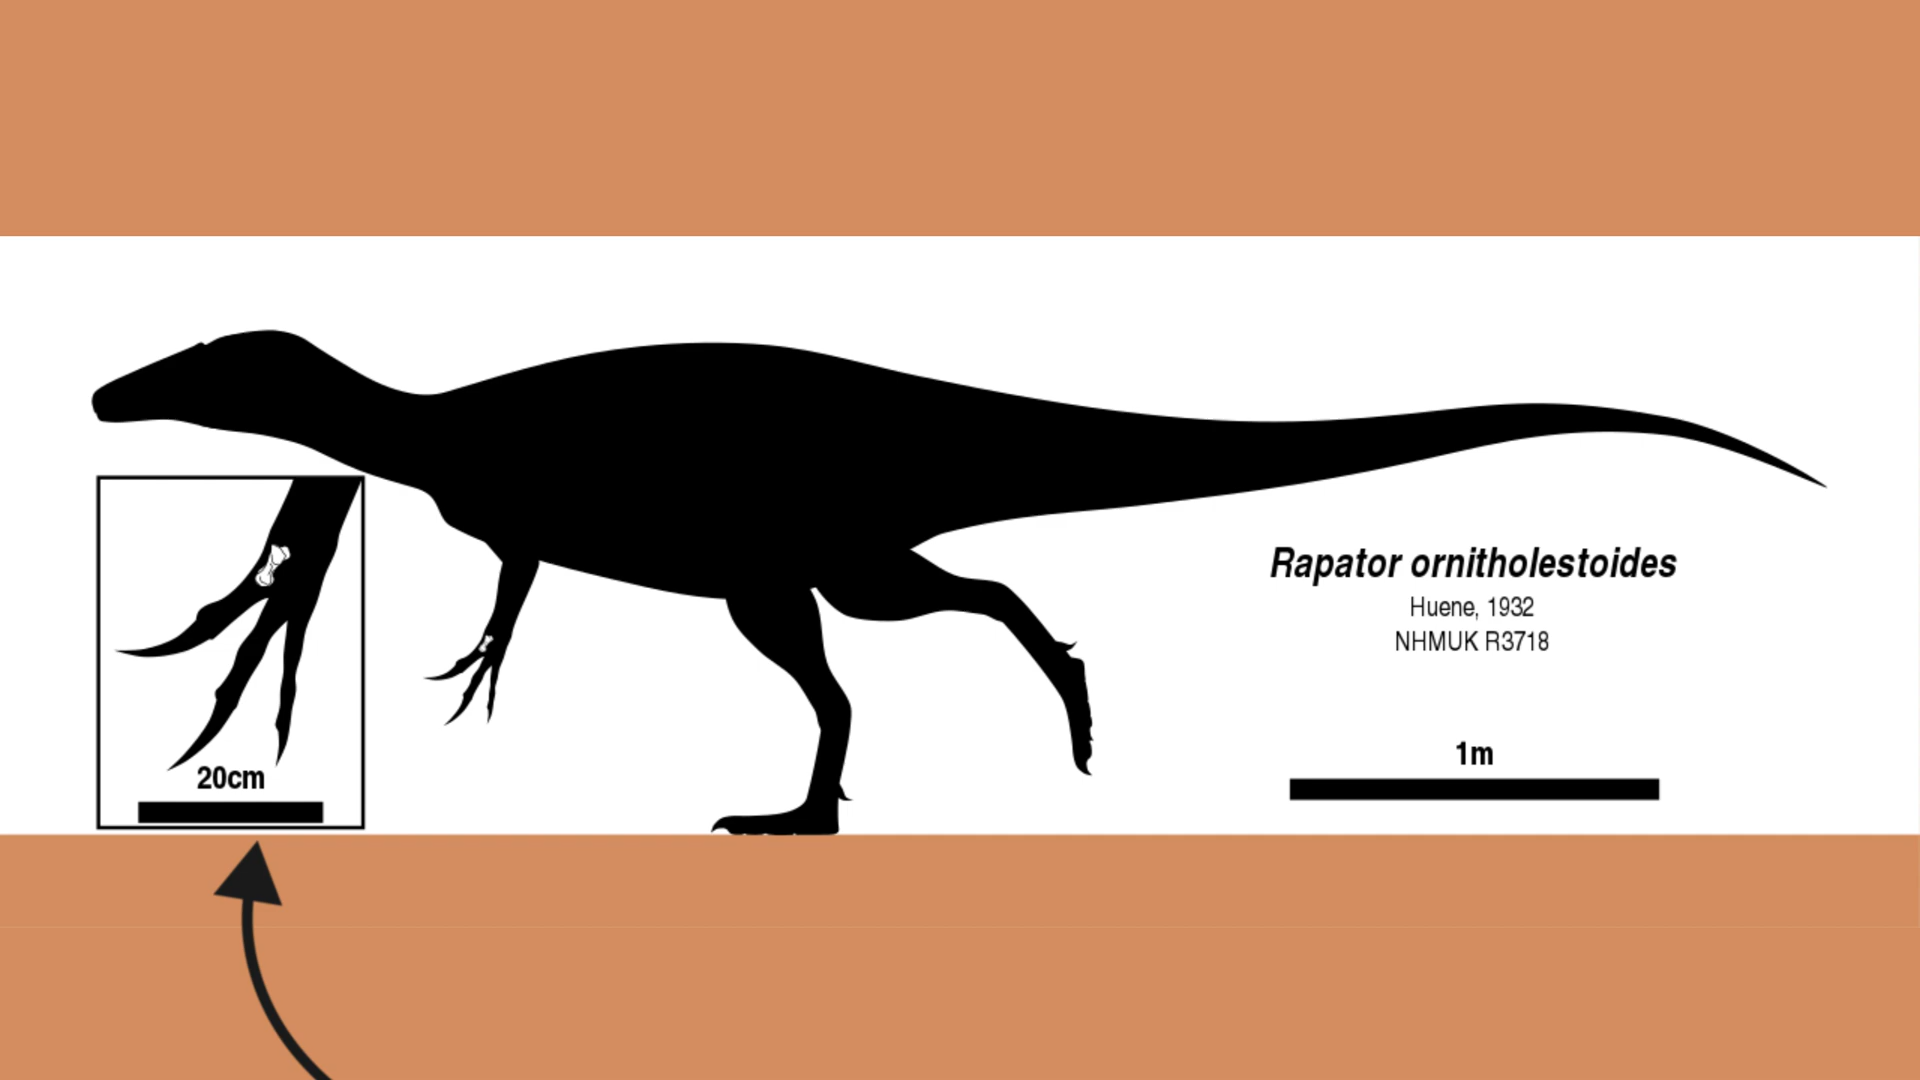 Rapator ornitholestoides
Huene, 1932
NHMUK R3718
1m
20cm